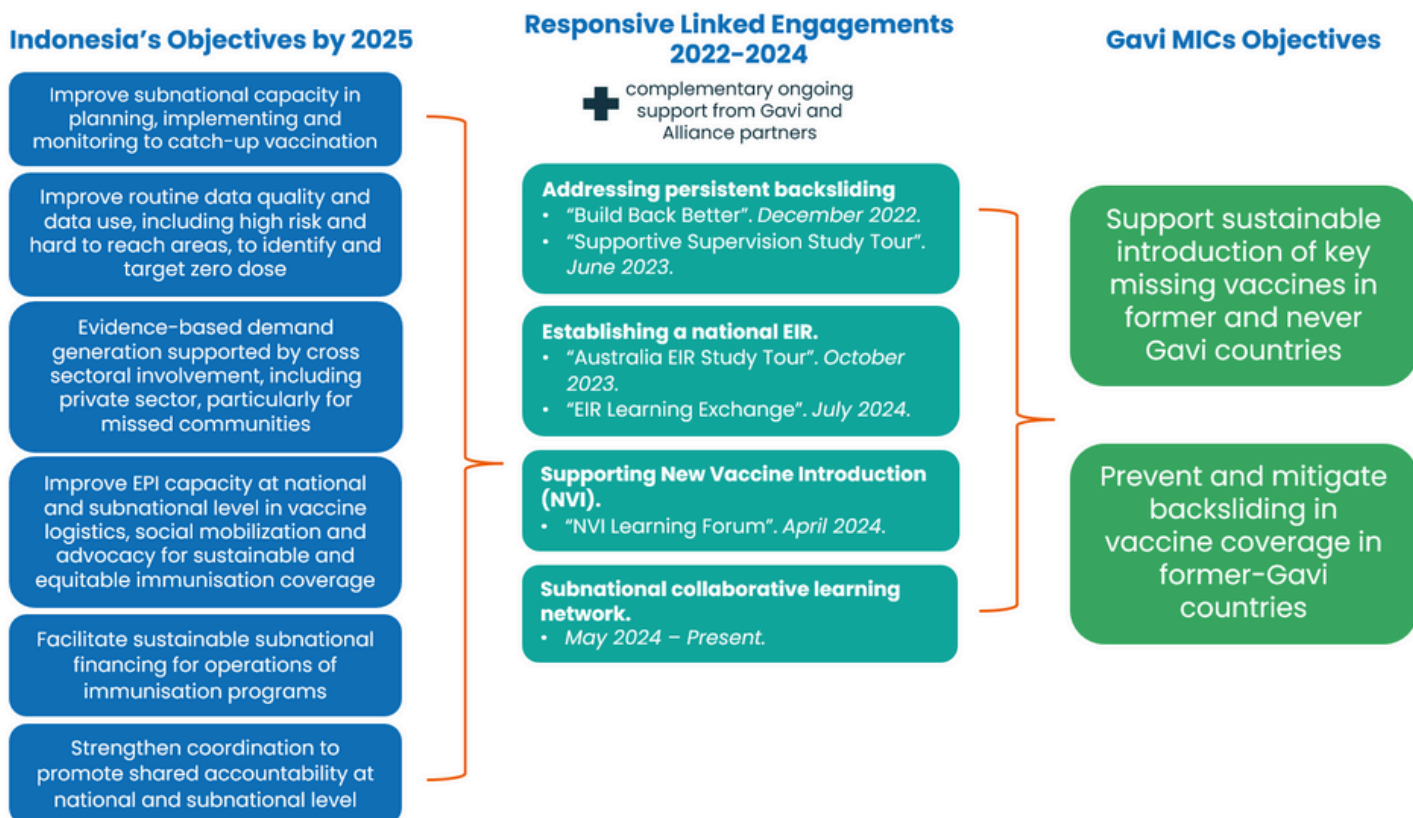 Indonesia's Objectives by 2025
Improve subnational capacity in
planning, implementing and
monitoring to catch-up vaccination
Improve routine data quality and
data use, including high risk and
hard to reach areas, to identify and
target zero dose
Evidence-based demand
generation supported by cross
sectoral involvement, including
private sector, particularly for
missed communities
Improve EPI capacity at national
and subnational level in vaccine
logistics, social mobilization and
advocacy for sustainable and
equitable immunisation coverage
Facilitate sustainable subnational
financing for operations of
immunisation programs
Strengthen coordination to
promote shared accountability at
national and subnational level
Responsive Linked Engagements
2022-2024
complementary ongoing
support from Gavi and
Alliance partners
Addressing persistent backsliding
• "Build Back Better". December 2022.
• "Supportive Supervision Study Tour".
June 2023.
Establishing a national EIR.
• "Australia EIR Study Tour". October
2023.
• "EIR Learning Exchange". July 2024.
Supporting New Vaccine Introduction
(NVI).
• "NVI Learning Forum". April 2024.
Subnational collaborative learning
network.
• May 2024 – Present.
Gavi MICs Objectives
Support sustainable
introduction of key
missing vaccines in
former and never
Gavi countries
Prevent and mitigate
backsliding in
vaccine coverage in
former-Gavi
countries